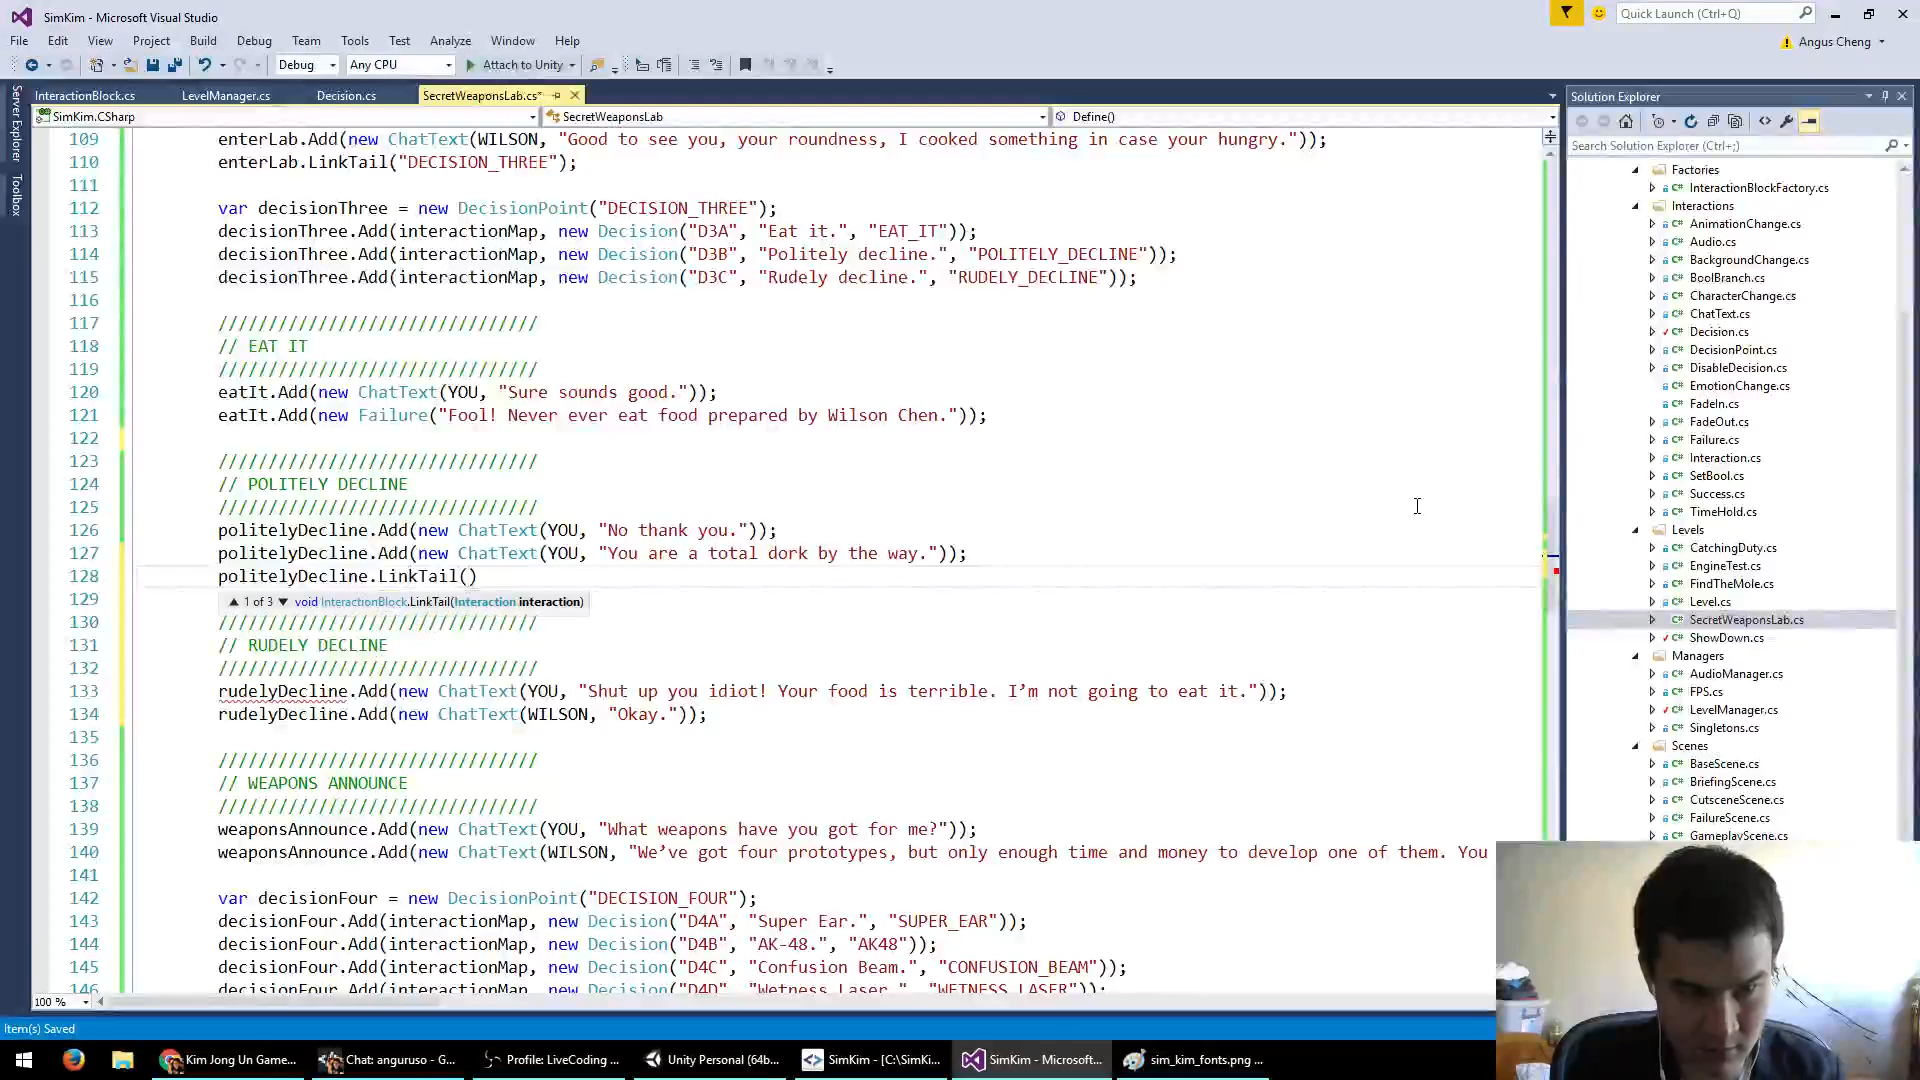 SimKim - Microsoft Visual Studio
Quick Launch (Ctrl+Q)
File Edit View Project Build Debug Team Tools Test Analyze Window Help
Angus Cheng
Debug Any CPU Attach to Unity
Server Explorer
Toolbox
InteractionBlock.cs LevelManager.cs Decision.cs SecretWeaponsLab.cs*
SimKim.CSharp SecretWeaponsLab Define()
109 enterLab.Add(new ChatText(WILSON, "Good to see you, your roundness, I cooked something in case your hungry."));
110 enterLab.LinkTail("DECISION_THREE");
111
112 var decisionThree = new DecisionPoint("DECISION_THREE");
113 decisionThree.Add(interactionMap, new Decision("D3A", "Eat it.", "EAT_IT"));
114 decisionThree.Add(interactionMap, new Decision("D3B", "Politely decline.", "POLITELY_DECLINE"));
115 decisionThree.Add(interactionMap, new Decision("D3C", "Rudely decline.", "RUDELY_DECLINE"));
116
117 ////////////////////////////////
118 // EAT IT
119 ////////////////////////////////
120 eatIt.Add(new ChatText(YOU, "Sure sounds good."));
121 eatIt.Add(new Failure("Fool! Never ever eat food prepared by Wilson Chen."));
122
123 ////////////////////////////////
124 // POLITELY DECLINE
125 ////////////////////////////////
126 politelyDecline.Add(new ChatText(YOU, "No thank you."));
127 politelyDecline.Add(new ChatText(YOU, "You are a total dork by the way."));
128 politelyDecline.LinkTail()
129 ▲ 1 of 3 ▼ void InteractionBlock.LinkTail(Interaction interaction)
130 ////////////////////////////////
131 // RUDELY DECLINE
132 ////////////////////////////////
133 rudelyDecline.Add(new ChatText(YOU, "Shut up you idiot! Your food is terrible. I’m not going to eat it."));
134 rudelyDecline.Add(new ChatText(WILSON, "Okay."));
135
136 ////////////////////////////////
137 // WEAPONS ANNOUNCE
138 ////////////////////////////////
139 weaponsAnnounce.Add(new ChatText(YOU, "What weapons have you got for me?"));
140 weaponsAnnounce.Add(new ChatText(WILSON, "We’ve got four prototypes, but only enough time and money to develop one of them. You
141
142 var decisionFour = new DecisionPoint("DECISION_FOUR");
143 decisionFour.Add(interactionMap, new Decision("D4A", "Super Ear.", "SUPER_EAR"));
144 decisionFour.Add(interactionMap, new Decision("D4B", "AK-48.", "AK48"));
145 decisionFour.Add(interactionMap, new Decision("D4C", "Confusion Beam.", "CONFUSION_BEAM"));
146 decisionFour.Add(interactionMap, new Decision("D4D", "Wetness Laser.", "WETNESS_LASER"));
100 %
Solution Explorer
Search Solution Explorer (Ctrl+;)
Factories
C# InteractionBlockFactory.cs
Interactions
C# AnimationChange.cs
C# Audio.cs
C# BackgroundChange.cs
C# BoolBranch.cs
C# CharacterChange.cs
C# ChatText.cs
C# Decision.cs
C# DecisionPoint.cs
C# DisableDecision.cs
C# EmotionChange.cs
C# FadeIn.cs
C# FadeOut.cs
C# Failure.cs
C# Interaction.cs
C# SetBool.cs
C# Success.cs
C# TimeHold.cs
Levels
C# CatchingDuty.cs
C# EngineTest.cs
C# FindTheMole.cs
C# Level.cs
C# SecretWeaponsLab.cs
C# ShowDown.cs
Managers
C# AudioManager.cs
C# FPS.cs
C# LevelManager.cs
C# Singletons.cs
Scenes
C# BaseScene.cs
C# BriefingScene.cs
C# CutsceneScene.cs
C# FailureScene.cs
C# GameplayScene.cs
Item(s) Saved
Kim Jong Un Game... Chat: anguruso - G... Profile: LiveCoding ... Unity Personal (64b... SimKim - [C:\SimKi... SimKim - Microsoft... sim_kim_fonts.png ...